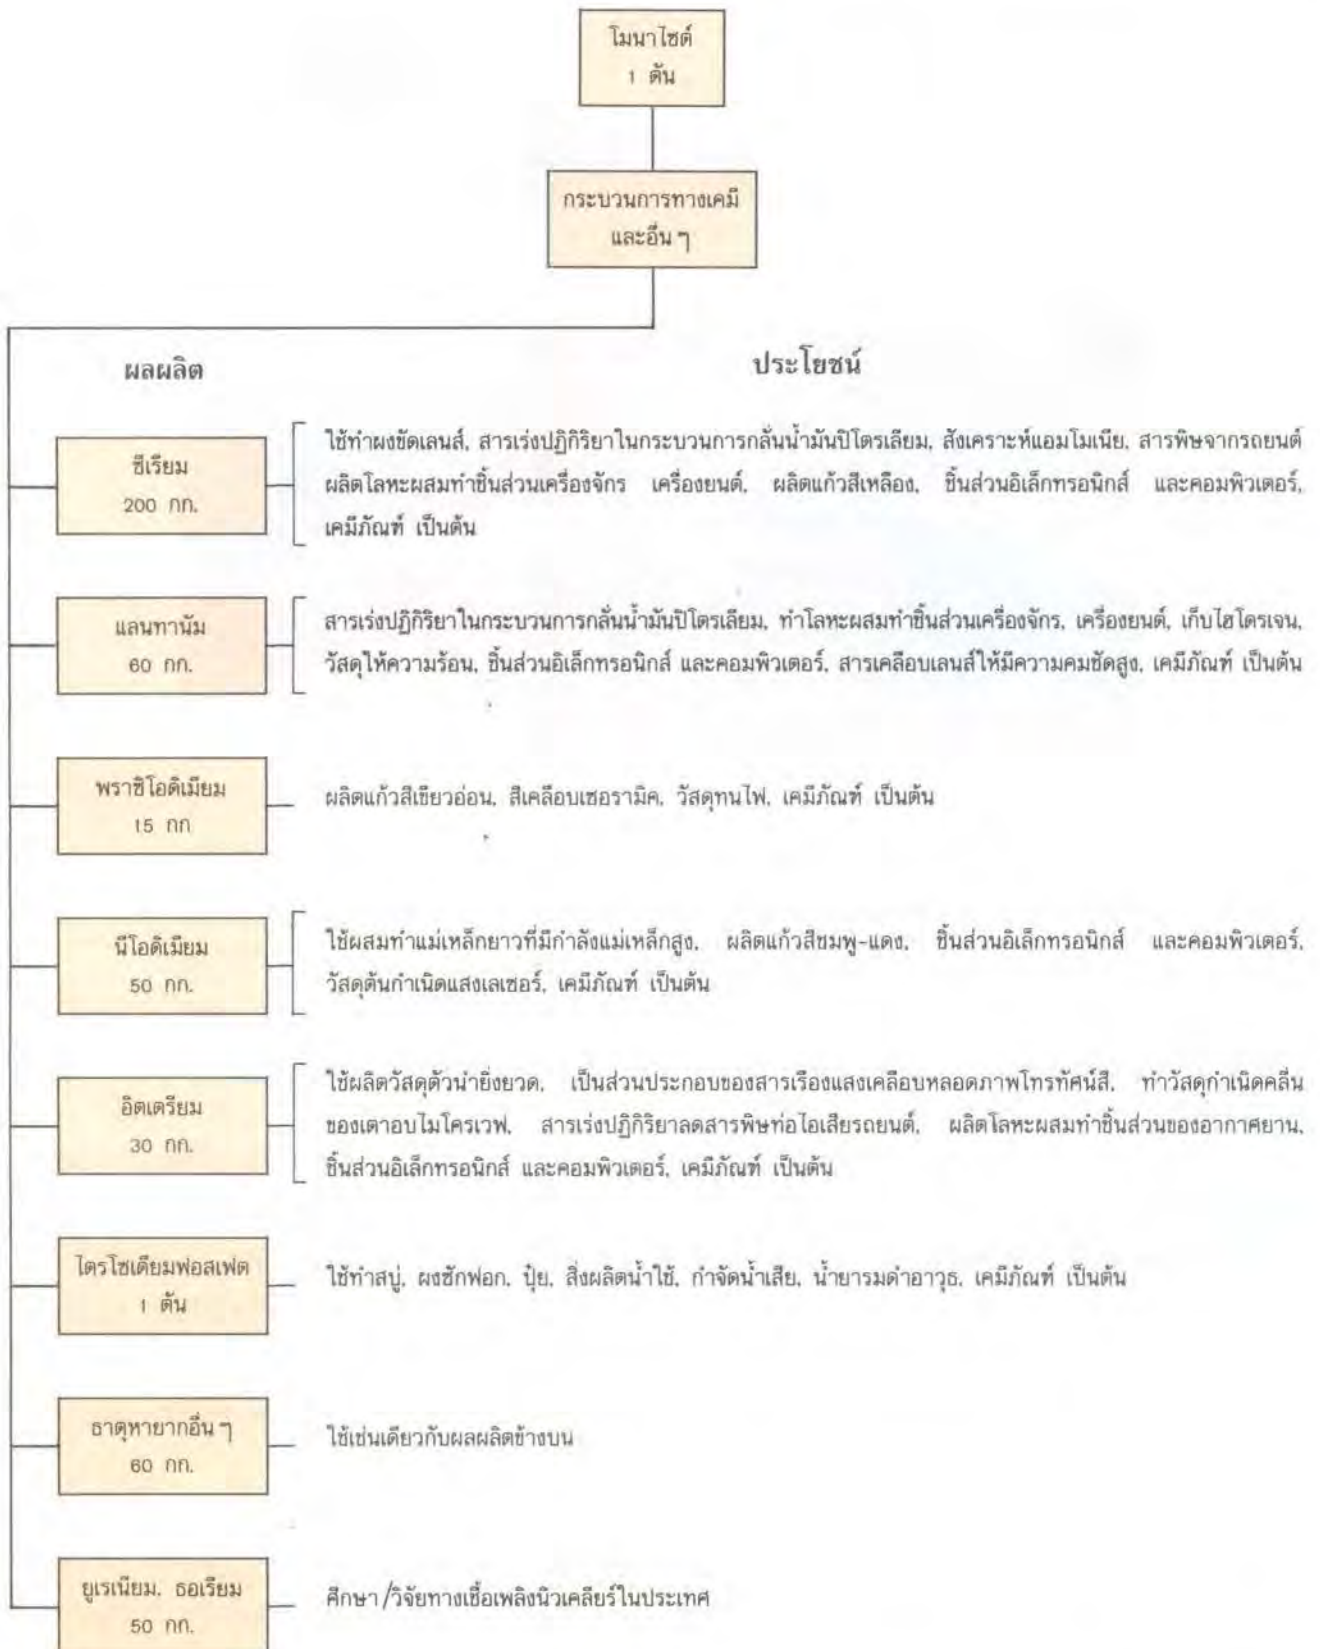 โมนาไซต์
1 ตัน
กระบวนการทางเคมี
และอื่น ๆ
ผลผลิต
ประโยชน์
ซีเรียม
200 กก.
ใช้ทำผงขัดเลนส์, สารเร่งปฏิกิริยาในกระบวนการกลั่นน้ำมันปิโตรเลียม, สังเคราะห์แอมโมเนีย, สารพิษจากรถยนต์
ผลิตโลหะผสมทำชิ้นส่วนเครื่องจักร เครื่องยนต์, ผลิตแก้วสีเหลือง, ชิ้นส่วนอิเล็กทรอนิกส์ และคอมพิวเตอร์,
เคมีภัณฑ์ เป็นต้น
แลนทานัม
60 กก.
สารเร่งปฏิกิริยาในกระบวนการกลั่นน้ำมันปิโตรเลียม, ทำโลหะผสมทำชิ้นส่วนเครื่องจักร, เครื่องยนต์, เก็บไฮโดรเจน,
วัสดุให้ความร้อน, ชิ้นส่วนอิเล็กทรอนิกส์ และคอมพิวเตอร์, สารเคลือบเลนส์ให้มีความคมชัดสูง, เคมีภัณฑ์ เป็นต้น
พราซิโอดิเมียม
15 กก
ผลิตแก้วสีเขียวอ่อน, สีเคลือบเซอรามิค, วัสดุทนไฟ, เคมีภัณฑ์ เป็นต้น
นีโอดิเมียม
50 กก.
ใช้ผสมทำแม่เหล็กยาวที่มีกำลังแม่เหล็กสูง, ผลิตแก้วสีชมพู-แดง, ชิ้นส่วนอิเล็กทรอนิกส์ และคอมพิวเตอร์,
วัสดุต้นกำเนิดแสงเลเซอร์, เคมีภัณฑ์ เป็นต้น
อิตเตรียม
30 กก.
ใช้ผลิตวัสดุตัวนำยิ่งยวด, เป็นส่วนประกอบของสารเรืองแสงเคลือบหลอดภาพโทรทัศน์สี, ทำวัสดุกำเนิดคลื่น
ของเตาอบไมโครเวฟ, สารเร่งปฏิกิริยาลดสารพิษท่อไอเสียรถยนต์, ผลิตโลหะผสมทำชิ้นส่วนของอากาศยาน,
ชิ้นส่วนอิเล็กทรอนิกส์ และคอมพิวเตอร์, เคมีภัณฑ์ เป็นต้น
ไตรโซเดียมฟอสเฟต
1 ตัน
ใช้ทำสบู่, ผงซักฟอก, ปุ๋ย, สิ่งผลิตน้ำใช้, กำจัดน้ำเสีย, น้ำยารมดำอาวุธ, เคมีภัณฑ์ เป็นต้น
ธาตุหายากอื่น ๆ
60 กก.
ใช้เช่นเดียวกับผลผลิตข้างบน
ยูเรเนียม, ธอเรียม
50 กก.
ศึกษา/วิจัยทางเชื้อเพลิงนิวเคลียร์ในประเทศ